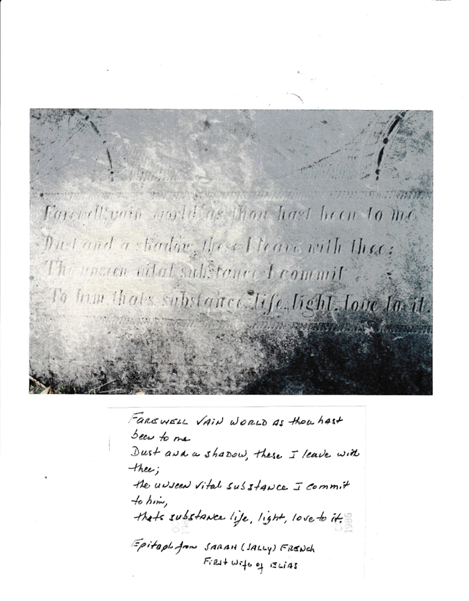 Farewell vain world as thou hast been to me
Dust and a shadow, these I leave with thee:
The unseen vital substance I commit
To him that's substance, life, light, love to it.
FAREWELL VAIN WORLD AS thou hast
been to me
Dust and a shadow, these I leave with
thee;
the unseen vital substance I commit
to him,
thats substance life, light, love to it.
Epitaph from SARAH (SALLY) FRENCH
First wife of ELIAS